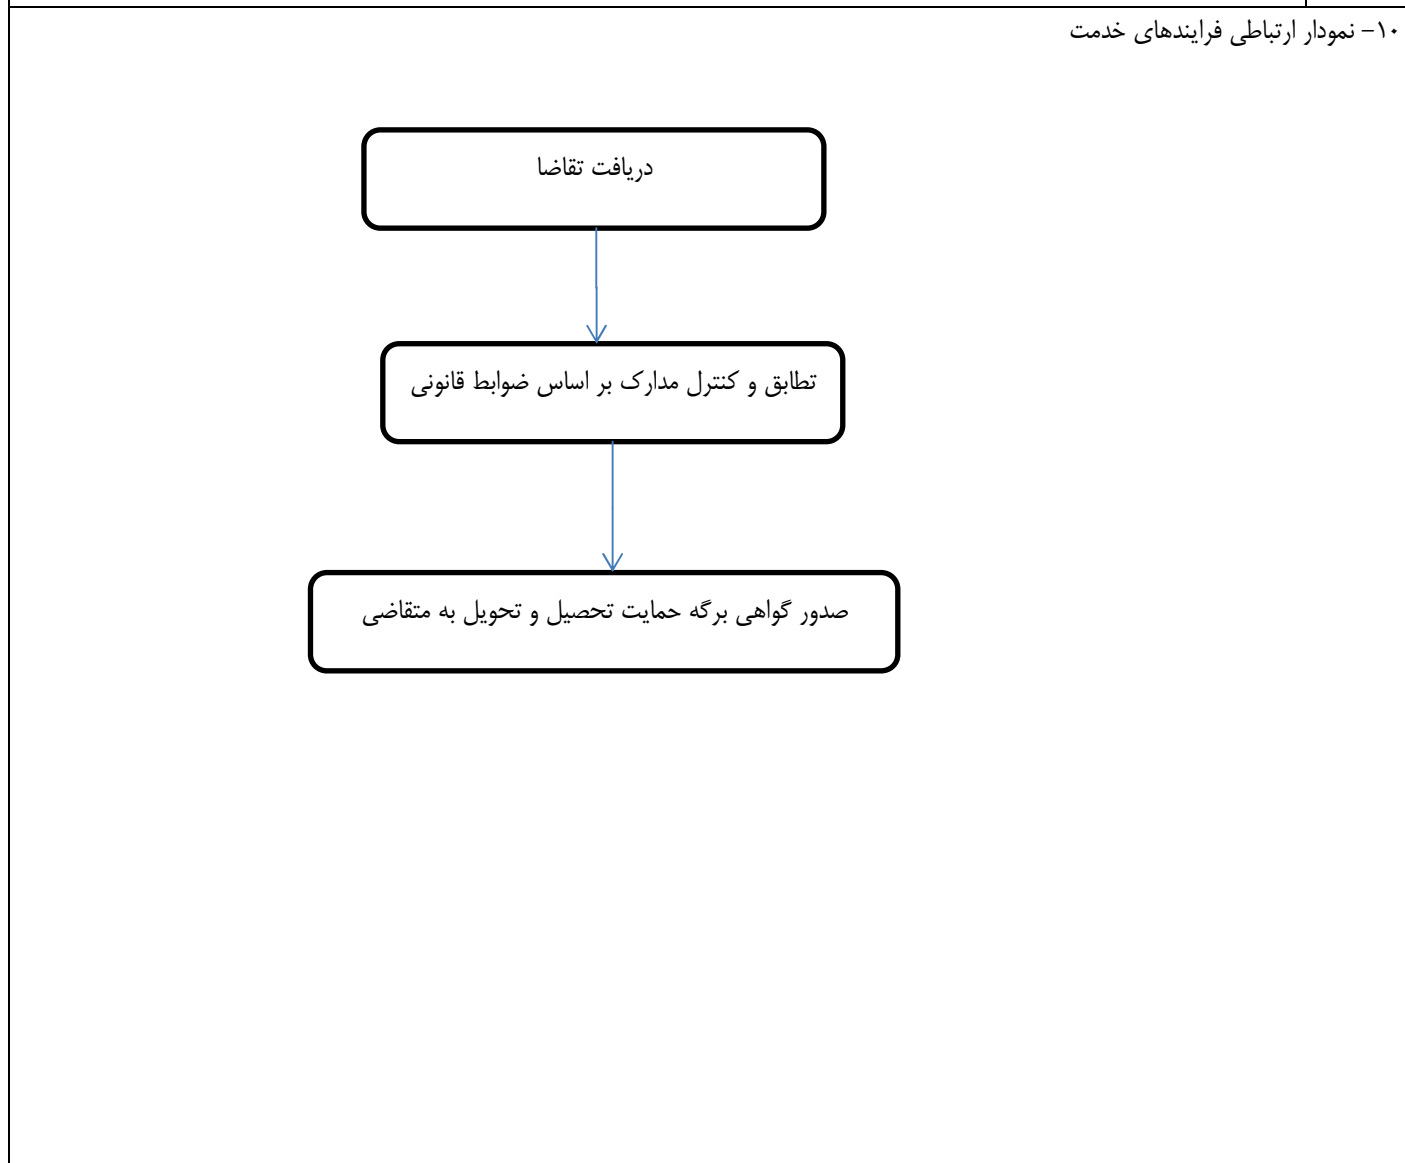 ۱۰- نمودار ارتباطی فرایندهای خدمت
دریافت تقاضا
تطابق و کنترل مدارک بر اساس ضوابط قانونی
صدور گواهی برگه حمایت تحصیل و تحویل به متقاضی